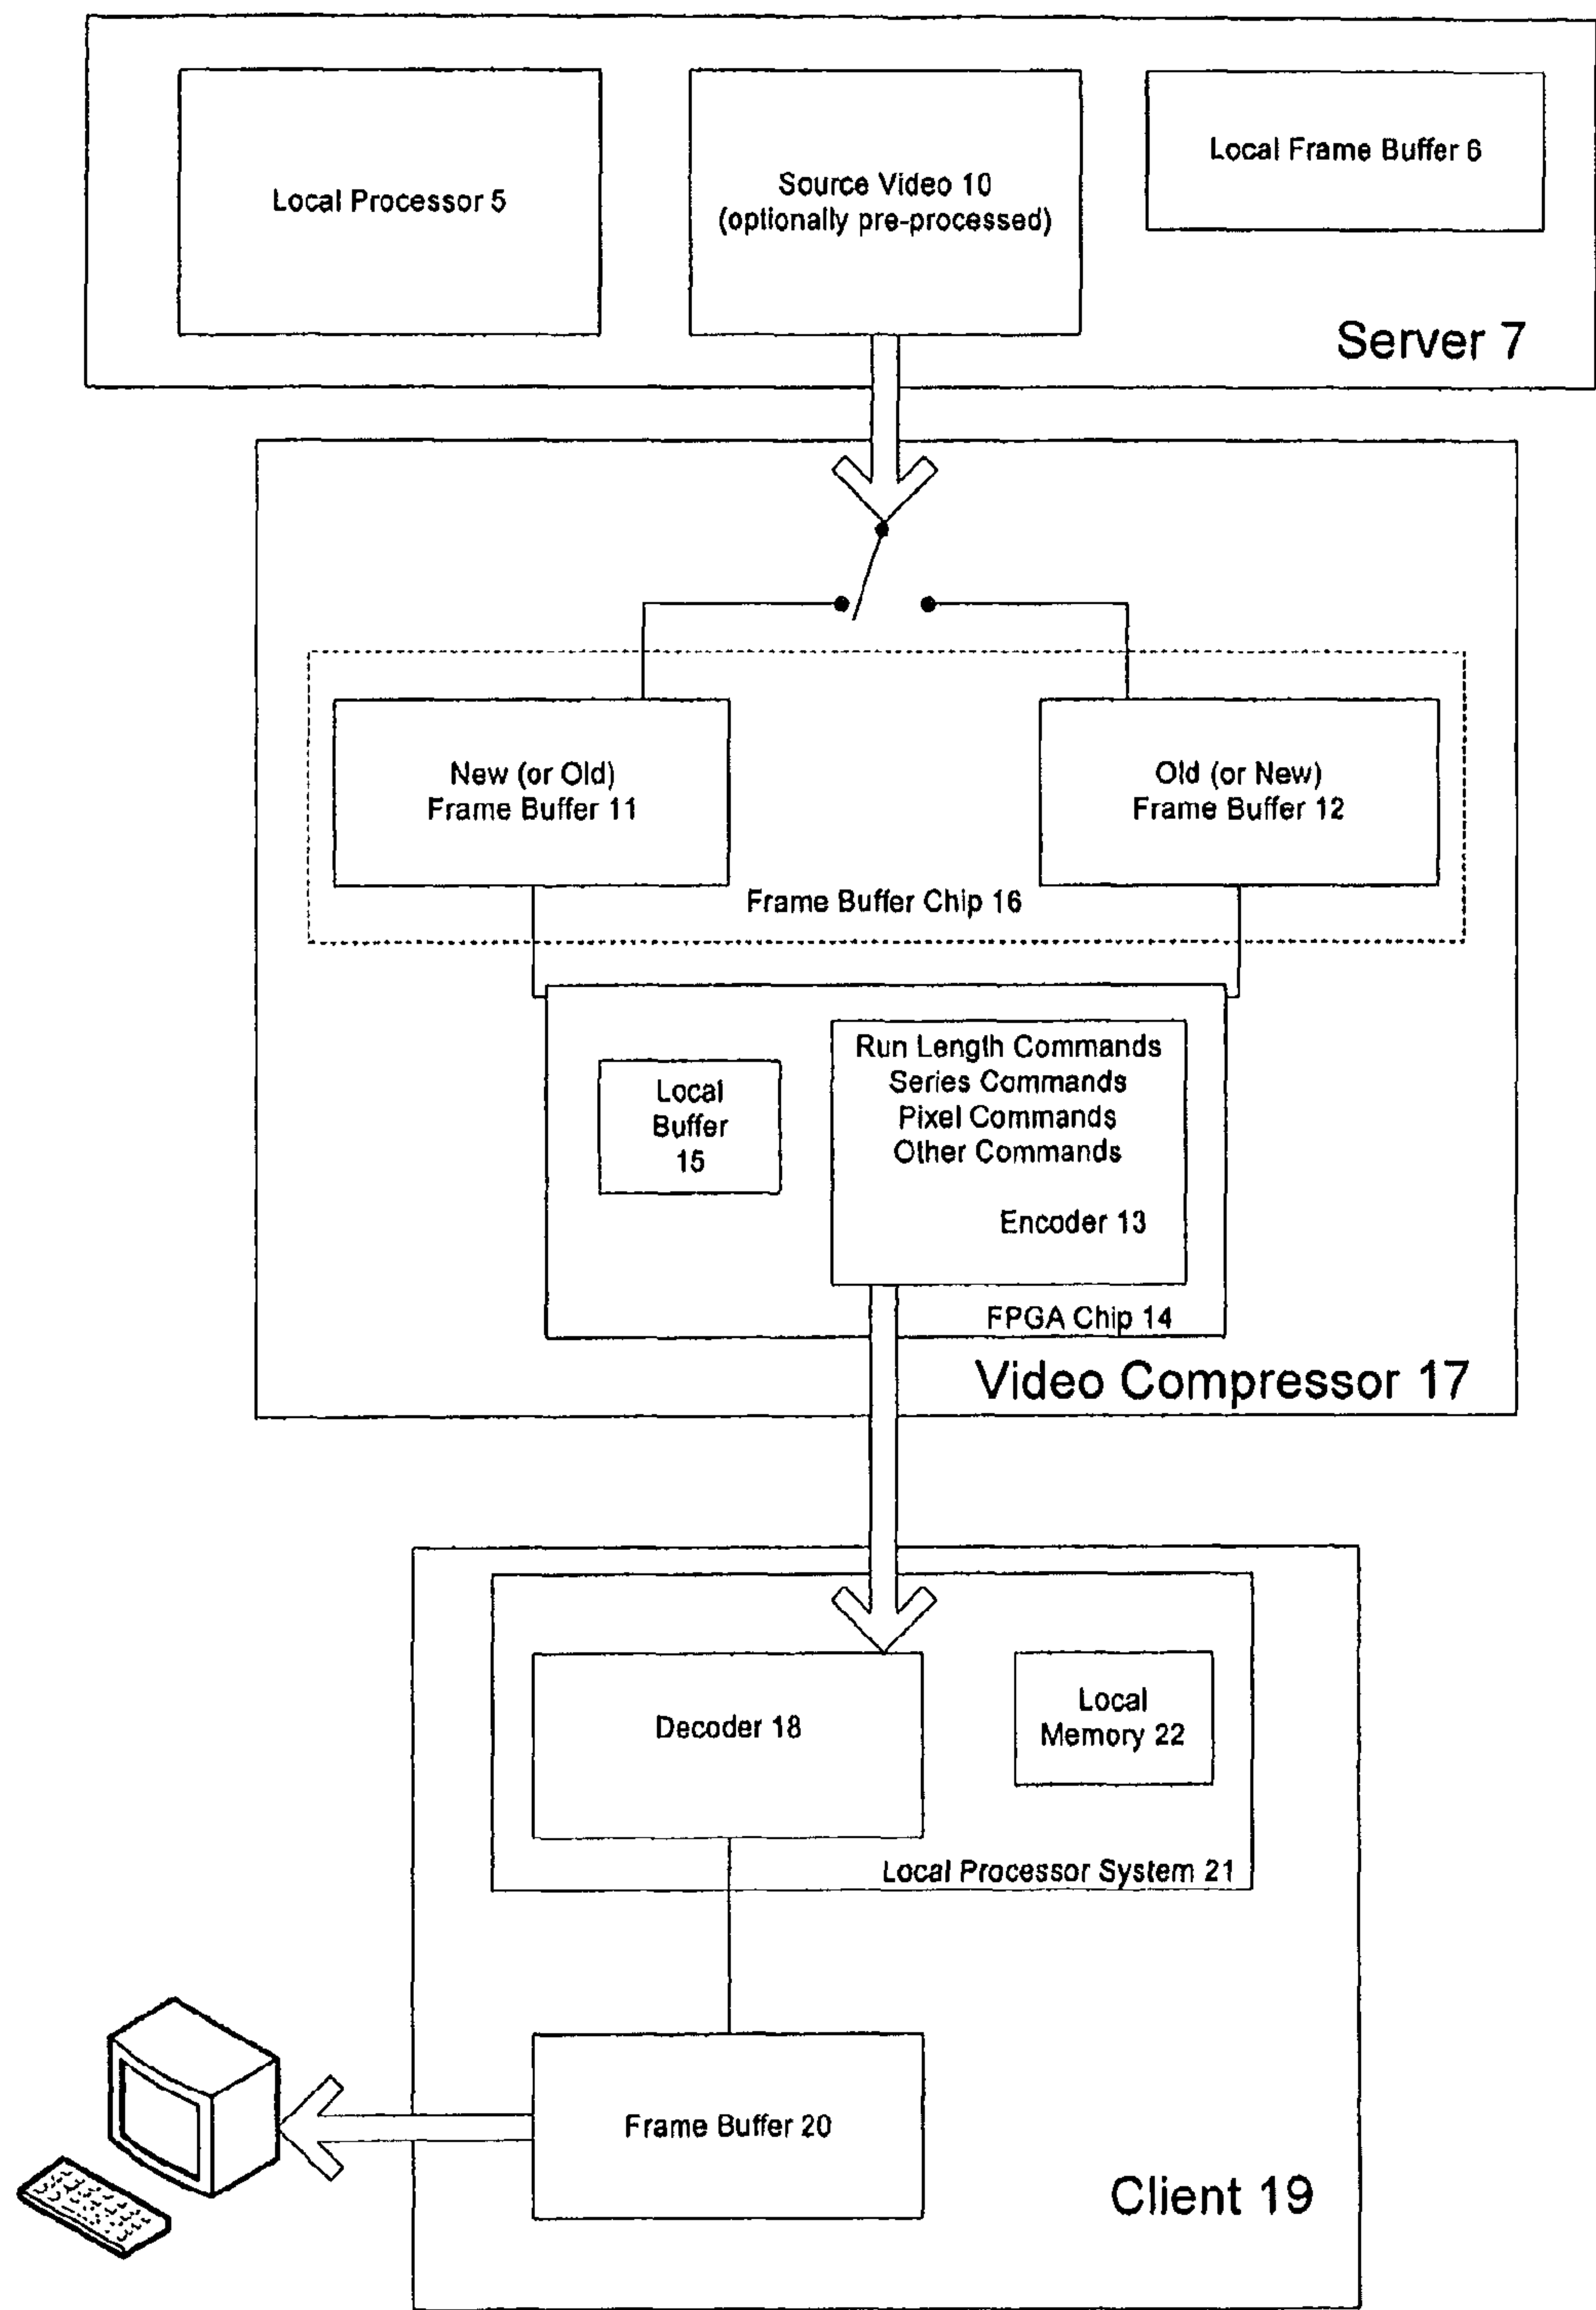 Local Processor 5
Source Video 10
(optionally pre-processed)
Local Frame Buffer 6
Server 7
New (or Old)
Frame Buffer 11
Old (or New)
Frame Buffer 12
Frame Buffer Chip 16
Local
Buffer
15
Run Length Commands
Series Commands
Pixel Commands
Other Commands
Encoder 13
FPGA Chip 14
Video Compressor 17
Decoder 18
Local
Memory 22
Local Processor System 21
Frame Buffer 20
Client 19